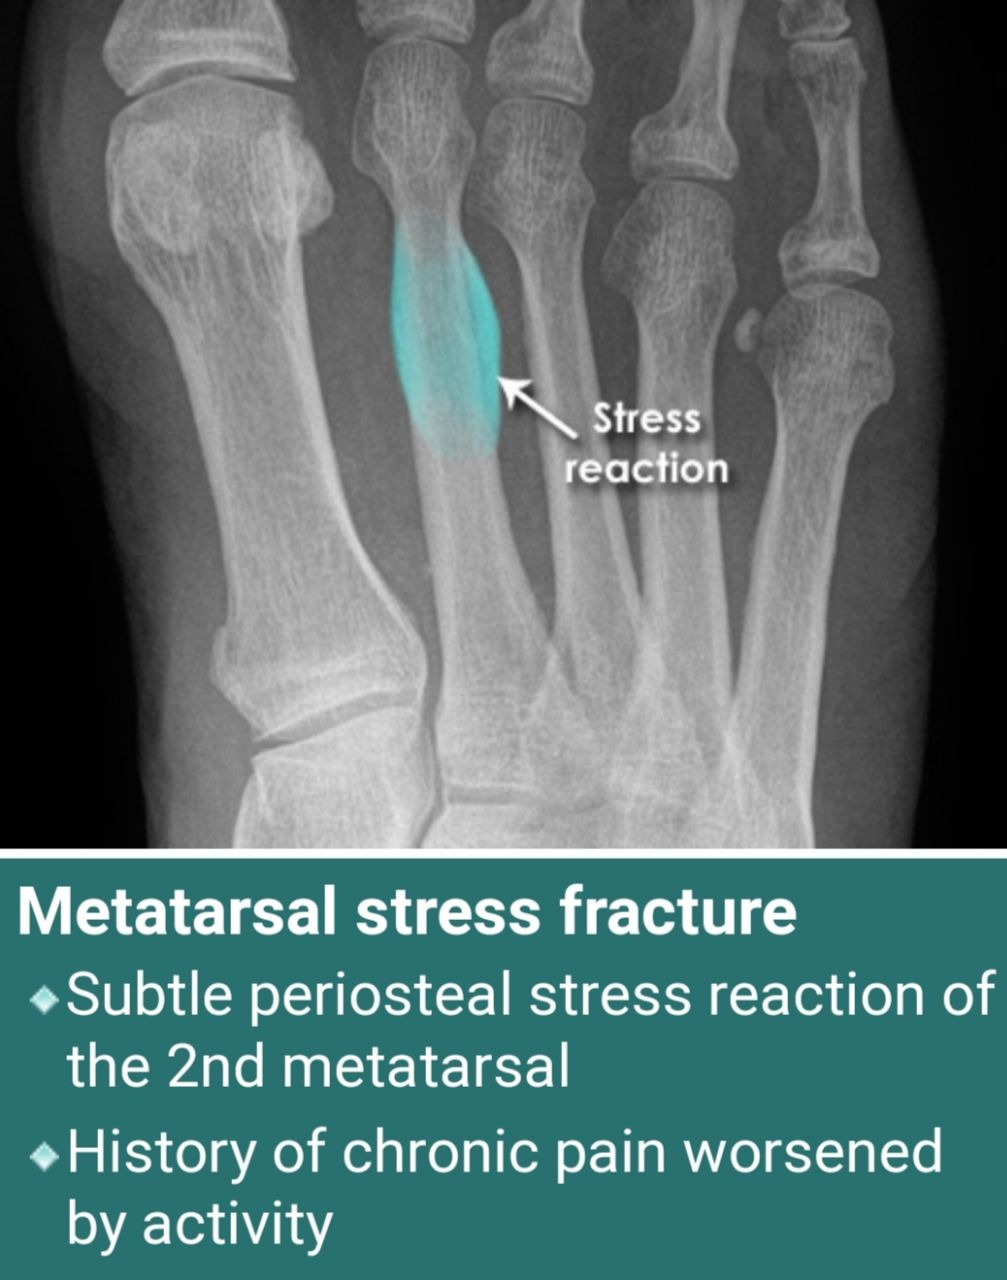 Stress
reaction
Metatarsal stress fracture
Subtle periosteal stress reaction of
the 2nd metatarsal
History of chronic pain worsened
by activity